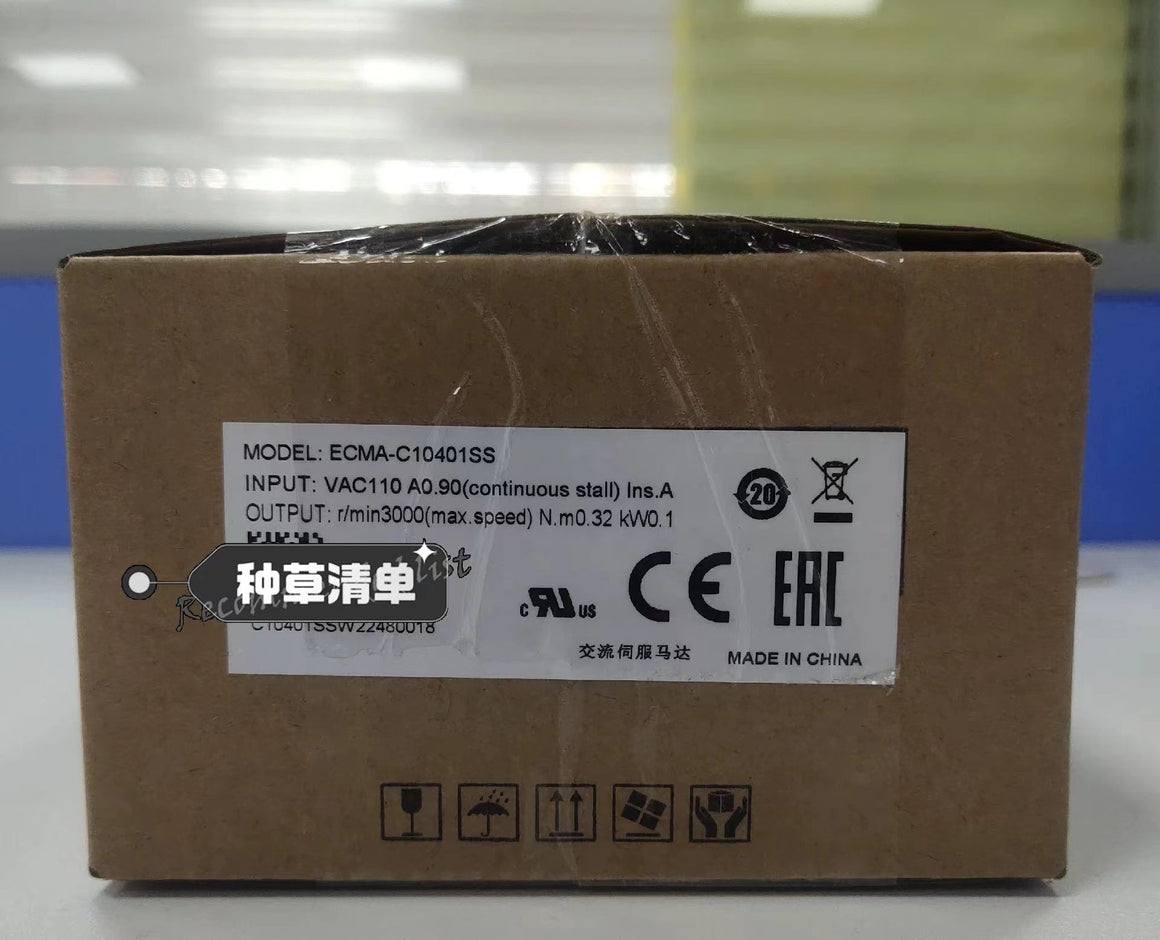 MODEL: ECMA-C10401SS
INPUT: VAC110 A0.90(continuous stall) Ins.A
OUTPUT: r/min3000(max.speed) N.m0.32 kW0.1
20
种草清单
C10401SSW22480018
c RU US
CE
EAC
交流伺服马达
MADE IN CHINA